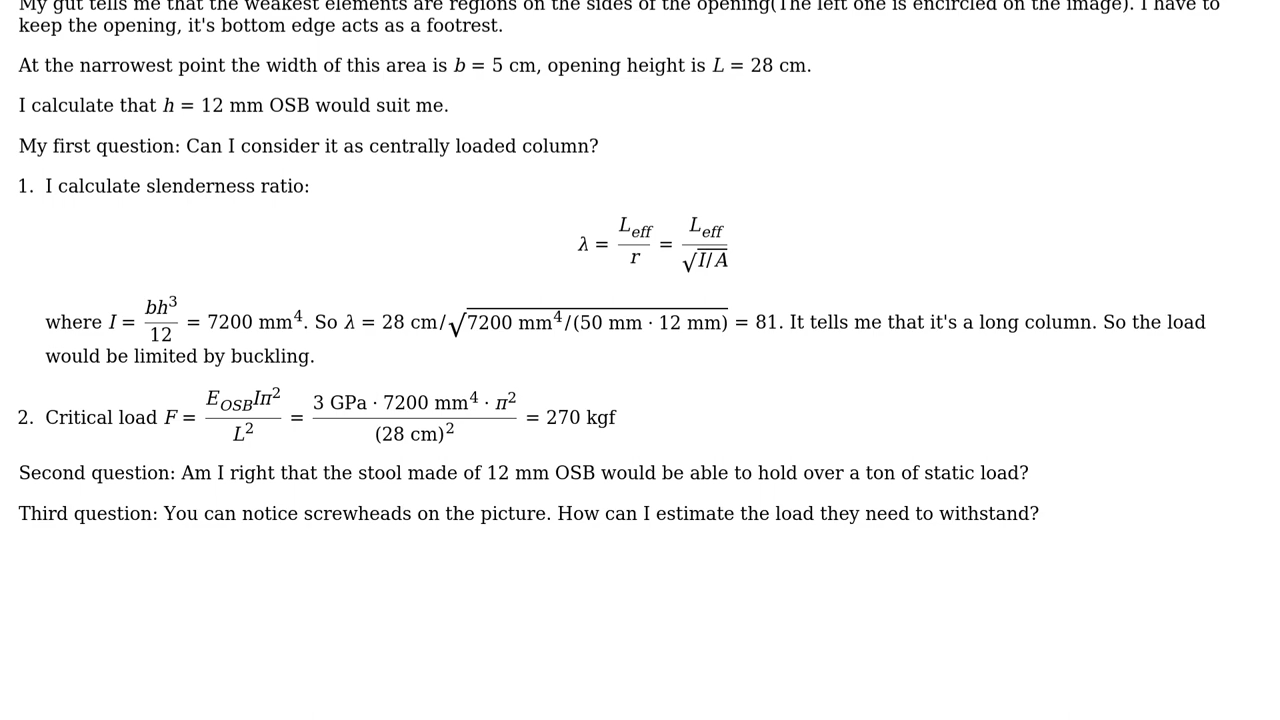 My gut tells me that the weakest elements are regions on the sides of the opening(The left one is encircled on the image). I have to
keep the opening, it's bottom edge acts as a footrest.
At the narrowest point the width of this area is b = 5 cm, opening height is L = 28 cm.
I calculate that h = 12 mm OSB would suit me.
My first question: Can I consider it as centrally loaded column?
1. I calculate slenderness ratio:
λ = L_eff / r = L_eff / √(I/A)
where I = bh³/12 = 7200 mm⁴. So λ = 28 cm/√(7200 mm⁴/(50 mm · 12 mm)) = 81. It tells me that it's a long column. So the load
would be limited by buckling.
2. Critical load F = E_OSB Iπ² / L² = 3 GPa · 7200 mm⁴ · π² / (28 cm)² = 270 kgf
Second question: Am I right that the stool made of 12 mm OSB would be able to hold over a ton of static load?
Third question: You can notice screwheads on the picture. How can I estimate the load they need to withstand?